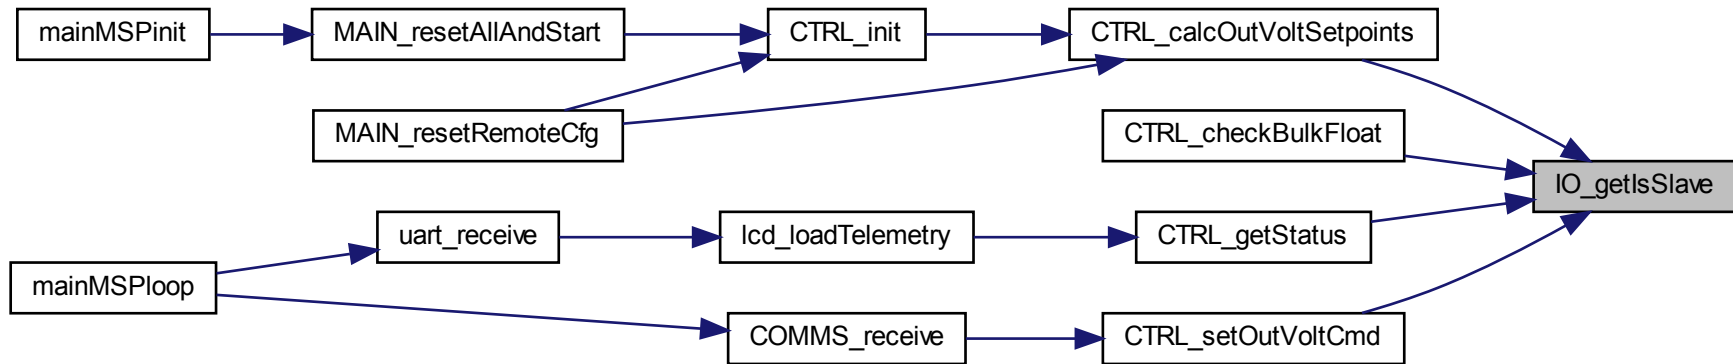 mainMSPinit
MAIN_resetAllAndStart
CTRL_init
CTRL_calcOutVoltSetpoints
MAIN_resetRemoteCfg
CTRL_checkBulkFloat
IO_getIsSlave
uart_receive
lcd_loadTelemetry
CTRL_getStatus
mainMSPloop
COMMS_receive
CTRL_setOutVoltCmd